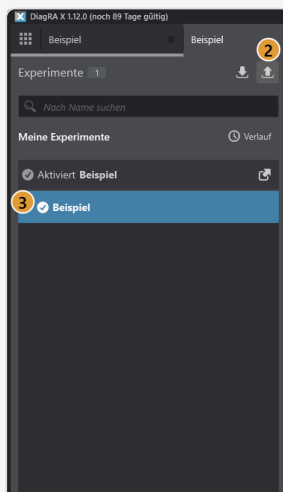 DiagRA X 1.12.0 (noch 89 Tage gültig)
Beispiel Beispiel
2
Experimente 1
Nach Name suchen
Meine Experimente Verlauf
Aktiviert Beispiel
3 Beispiel